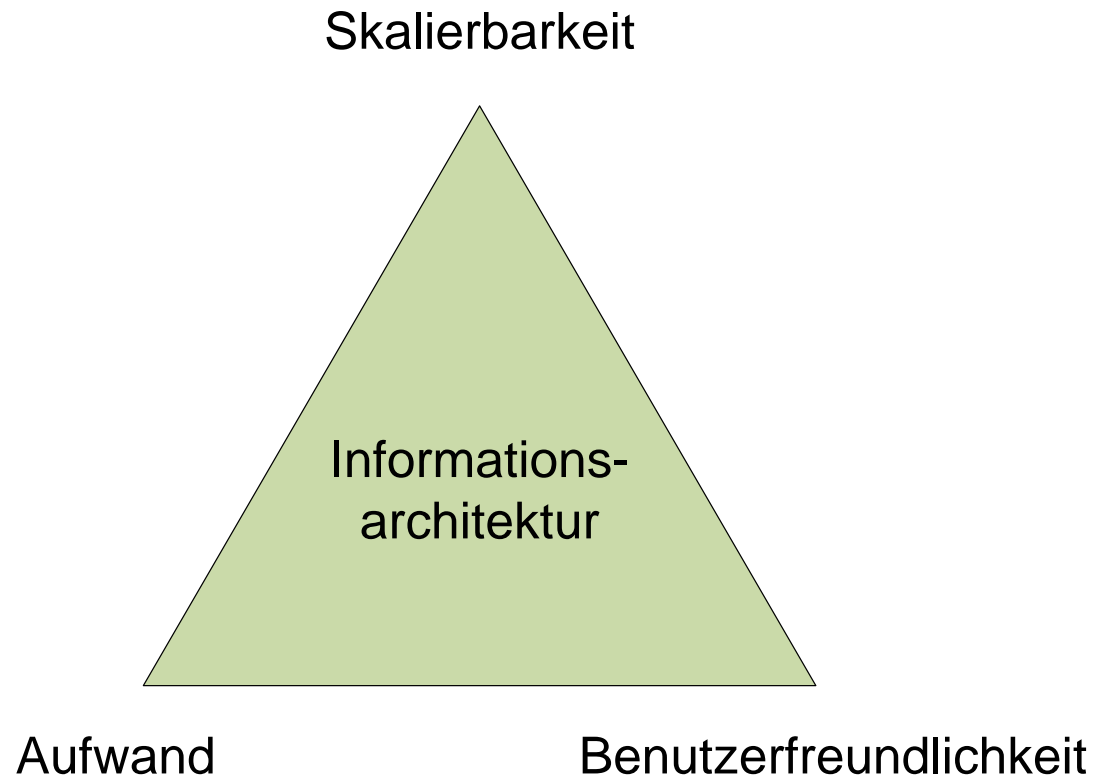 Skalierbarkeit
Informations-
architektur
Aufwand
Benutzerfreundlichkeit